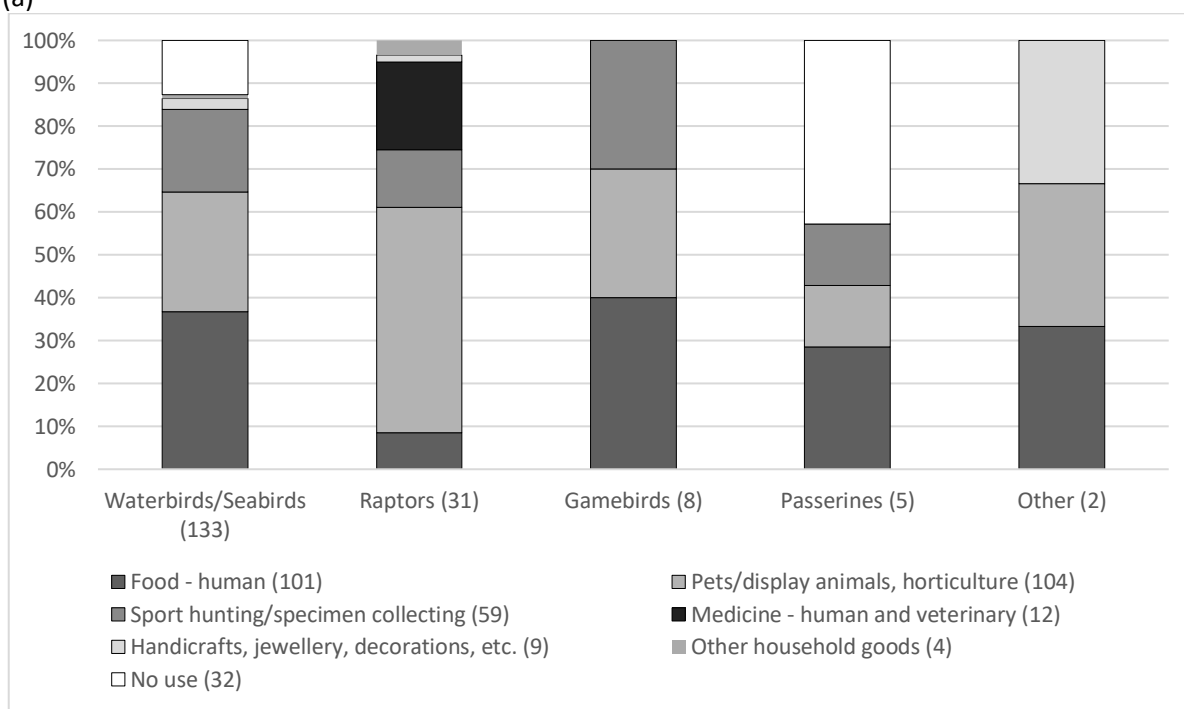 (a)
100%
90%
80%
70%
60%
50%
40%
30%
20%
10%
0%
Waterbirds/Seabirds
(133)
Raptors (31)
Gamebirds (8)
Passerines (5)
Other (2)
Food - human (101)
Pets/display animals, horticulture (104)
Sport hunting/specimen collecting (59)
Medicine - human and veterinary (12)
Handicrafts, jewellery, decorations, etc. (9)
Other household goods (4)
No use (32)